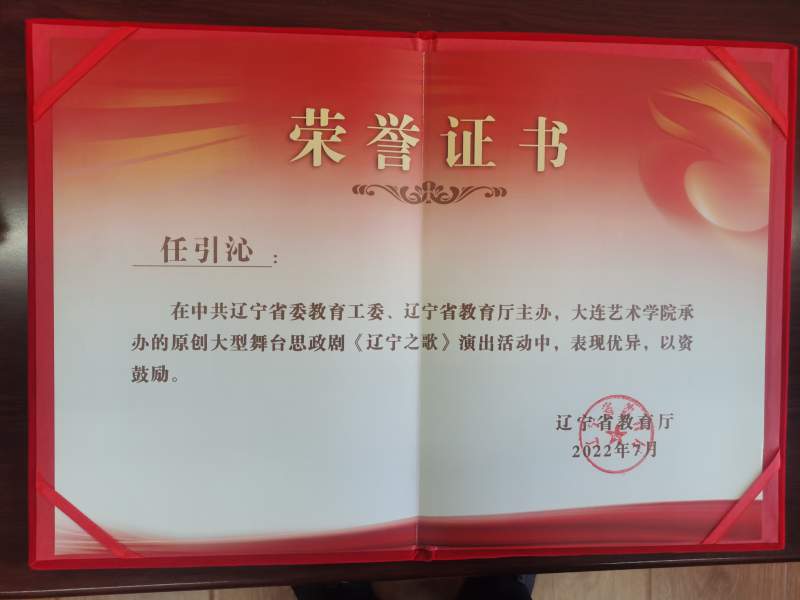 荣誉证书
任引沁：
在中共辽宁省委教育工委、辽宁省教育厅主办，大连艺术学院承
办的原创大型舞台思政剧《辽宁之歌》演出活动中，表现优异，以资
鼓励。
辽宁省教育厅
2022年7月